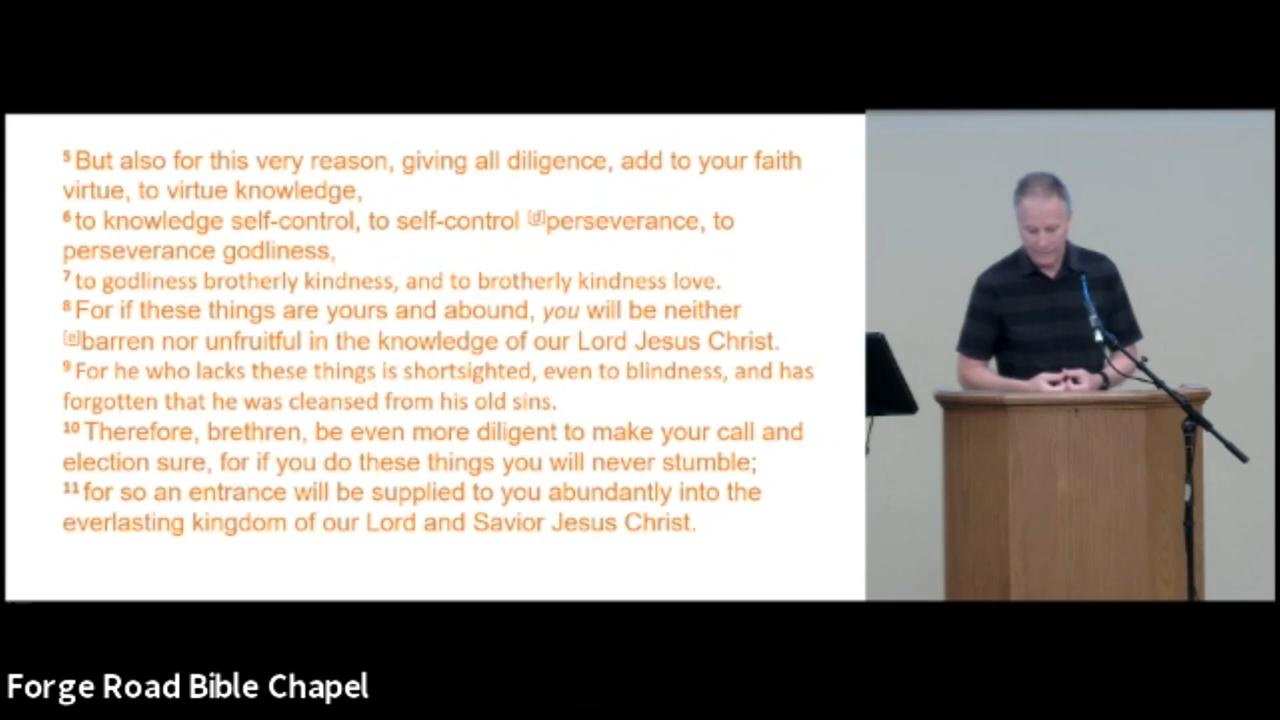 5 But also for this very reason, giving all diligence, add to your faith
virtue, to virtue knowledge,
6 to knowledge self-control, to self-control [d]perseverance, to
perseverance godliness,
7 to godliness brotherly kindness, and to brotherly kindness love.
8 For if these things are yours and abound, you will be neither
[e]barren nor unfruitful in the knowledge of our Lord Jesus Christ.
9 For he who lacks these things is shortsighted, even to blindness, and has
forgotten that he was cleansed from his old sins.
10 Therefore, brethren, be even more diligent to make your call and
election sure, for if you do these things you will never stumble;
11 for so an entrance will be supplied to you abundantly into the
everlasting kingdom of our Lord and Savior Jesus Christ.
Forge Road Bible Chapel